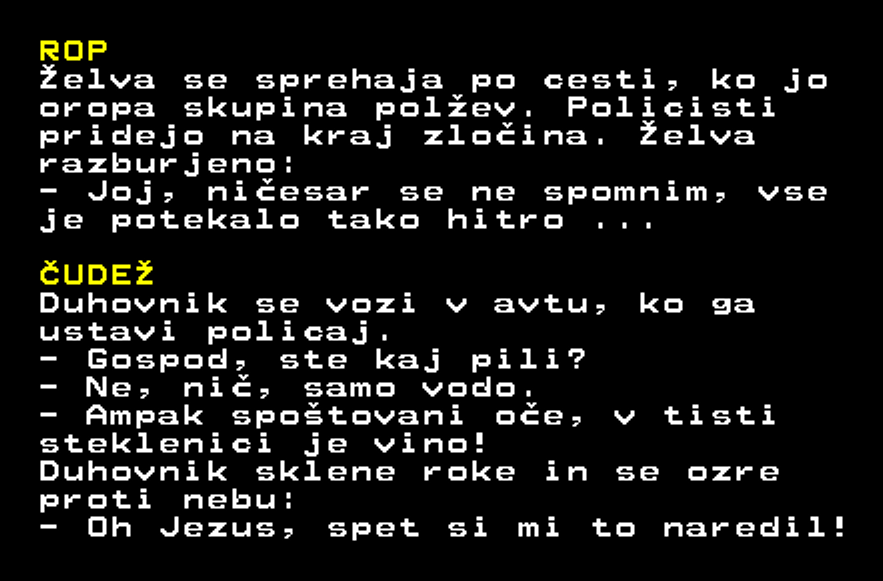 ROP
Želva se sprehaja po cesti, ko jo
oropa skupina polžev. Policisti
pridejo na kraj zločina. Želva
razburjeno:
- Joj, ničesar se ne spomnim, vse
je potekalo tako hitro ...
ČUDEŽ
Duhovnik se vozi v avtu, ko ga
ustavi policaj.
- Gospod, ste kaj pili?
- Ne, nič, samo vodo.
- Ampak spoštovani oče, v tisti
steklenici je vino!
Duhovnik sklene roke in se ozre
proti nebu:
- Oh Jezus, spet si mi to naredil!